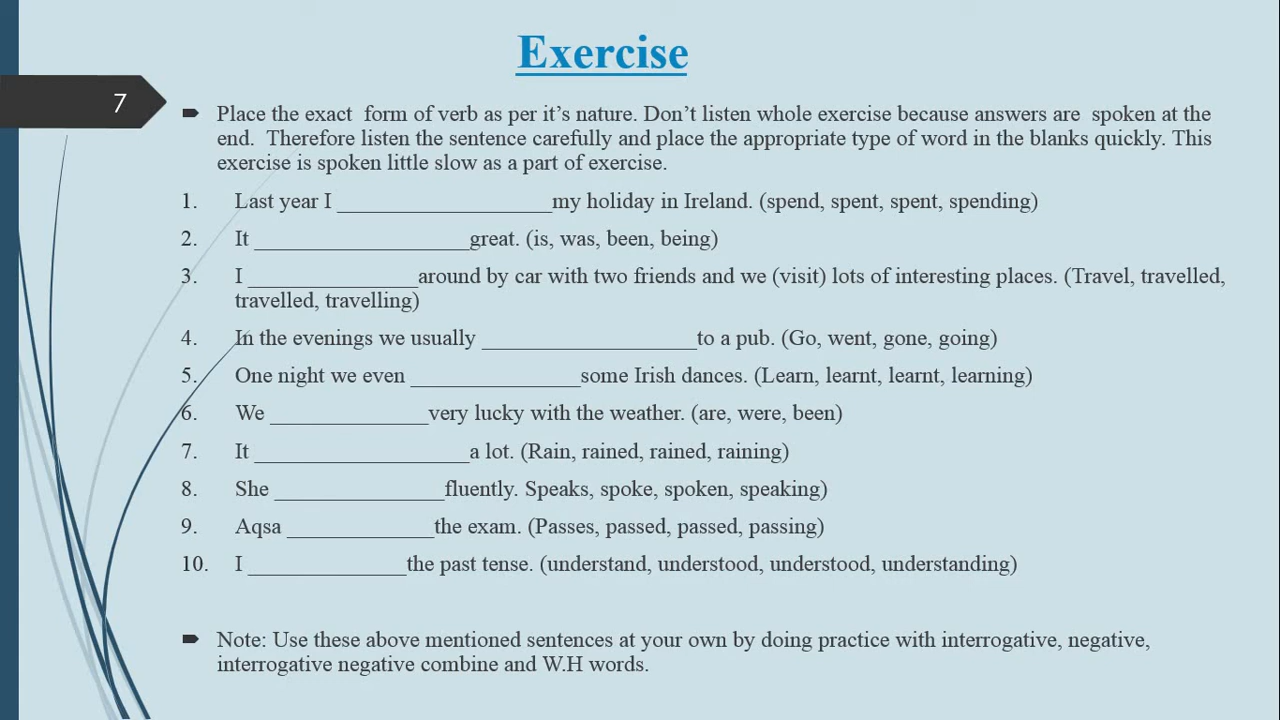 Exercise
7
Place the exact form of verb as per it's nature. Don't listen whole exercise because answers are spoken at the
end. Therefore listen the sentence carefully and place the appropriate type of word in the blanks quickly. This
exercise is spoken little slow as a part of exercise.
1. Last year I ___________________my holiday in Ireland. (spend, spent, spent, spending)
2. It ___________________great. (is, was, been, being)
3. I _______________around by car with two friends and we (visit) lots of interesting places. (Travel, travelled,
travelled, travelling)
4. In the evenings we usually ___________________to a pub. (Go, went, gone, going)
5. One night we even _______________some Irish dances. (Learn, learnt, learnt, learning)
6. We ______________very lucky with the weather. (are, were, been)
7. It ___________________a lot. (Rain, rained, rained, raining)
8. She _______________fluently. Speaks, spoke, spoken, speaking)
9. Aqsa _____________the exam. (Passes, passed, passed, passing)
10. I ______________the past tense. (understand, understood, understood, understanding)
Note: Use these above mentioned sentences at your own by doing practice with interrogative, negative,
interrogative negative combine and W.H words.